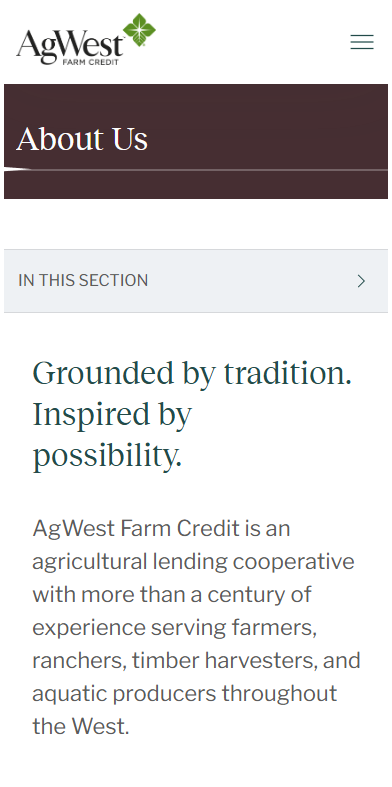 AgWest
FARM CREDIT
About Us
IN THIS SECTION
Grounded by tradition.
Inspired by
possibility.
AgWest Farm Credit is an
agricultural lending cooperative
with more than a century of
experience serving farmers,
ranchers, timber harvesters, and
aquatic producers throughout
the West.